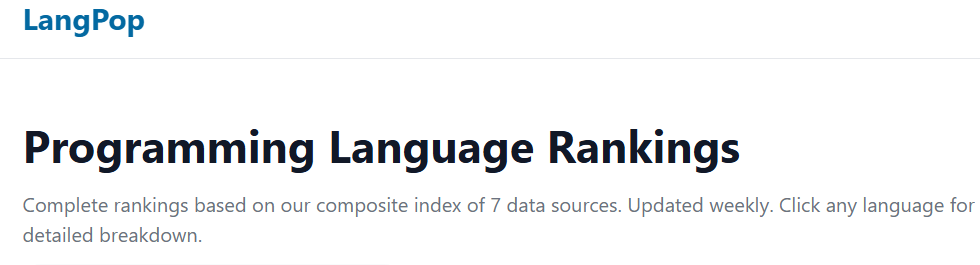 LangPop
Programming Language Rankings
Complete rankings based on our composite index of 7 data sources. Updated weekly. Click any language for
detailed breakdown.